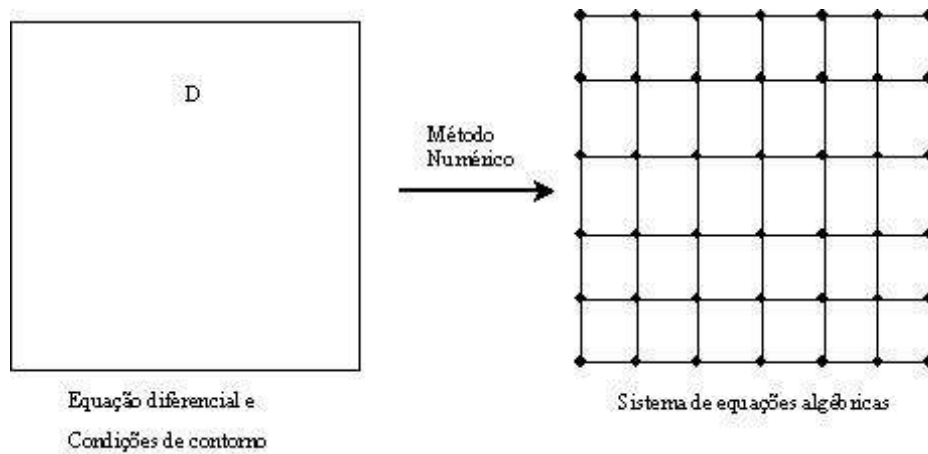 D
Método
Numérico
Equação diferencial e
Condições de contorno
Sistema de equações algébricas